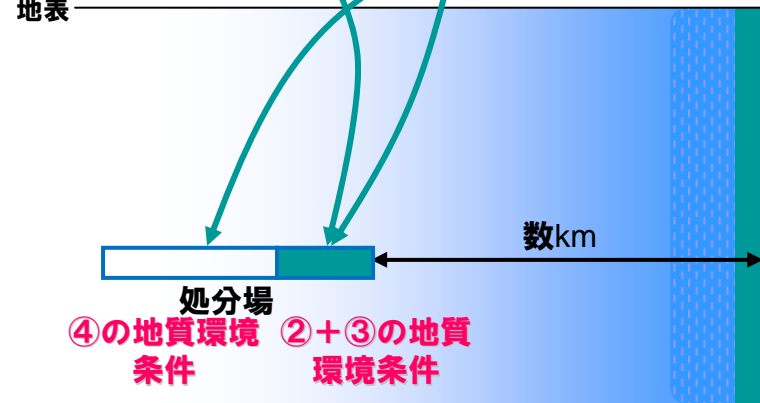 地表
数km
処分場
④の地質環境
条件
②＋③の地質
環境条件